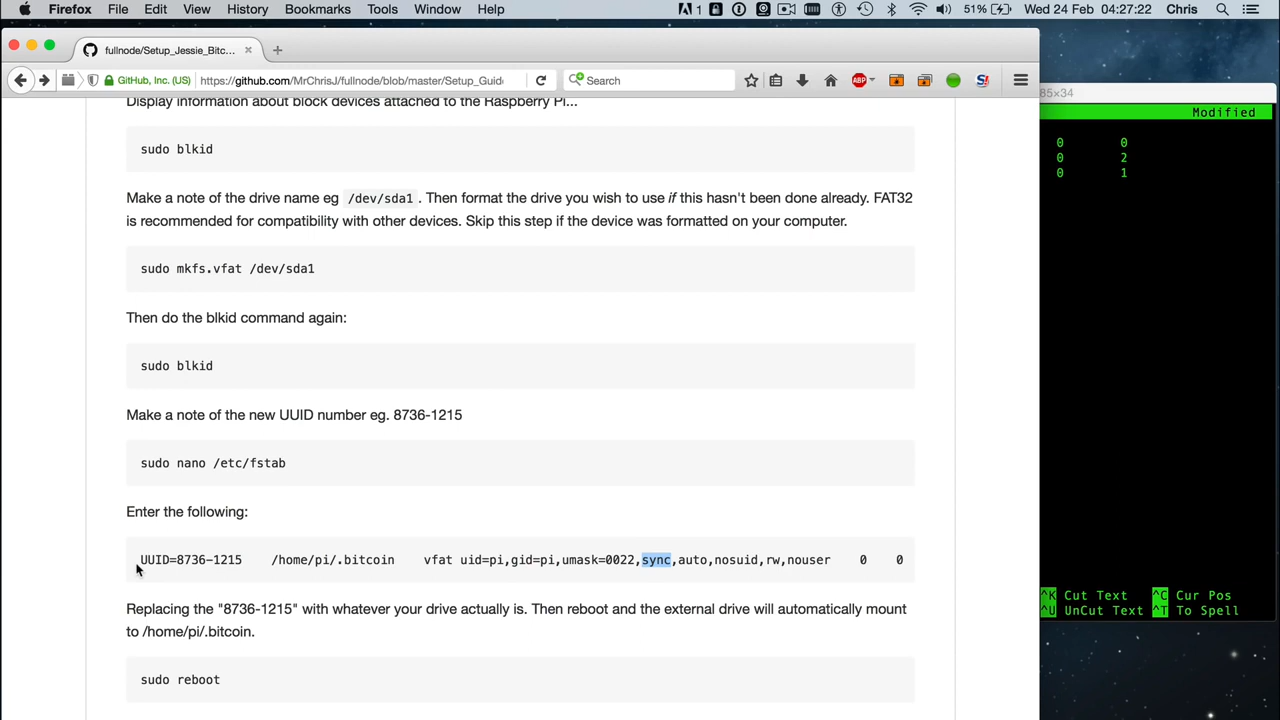 Firefox File Edit View History Bookmarks Tools Window Help 1 51% Wed 24 Feb 04:27:22 Chris
fullnode/Setup_Jessie_Bitc...
GitHub, Inc. (US) https://github.com/MrChrisJ/fullnode/blob/master/Setup_Guid Search ABP
Display information about block devices attached to the Raspberry Pi...
sudo blkid
Make a note of the drive name eg /dev/sda1 . Then format the drive you wish to use if this hasn't been done already. FAT32
is recommended for compatibility with other devices. Skip this step if the device was formatted on your computer.
sudo mkfs.vfat /dev/sda1
Then do the blkid command again:
sudo blkid
Make a note of the new UUID number eg. 8736-1215
sudo nano /etc/fstab
Enter the following:
UUID=8736-1215 /home/pi/.bitcoin vfat uid=pi,gid=pi,umask=0022,sync,auto,nosuid,rw,nouser 0 0
Replacing the "8736-1215" with whatever your drive actually is. Then reboot and the external drive will automatically mount
to /home/pi/.bitcoin.
sudo reboot
85×34
Modified
0 0
0 2
0 1
^K Cut Text ^C Cur Pos
^U UnCut Text ^T To Spell